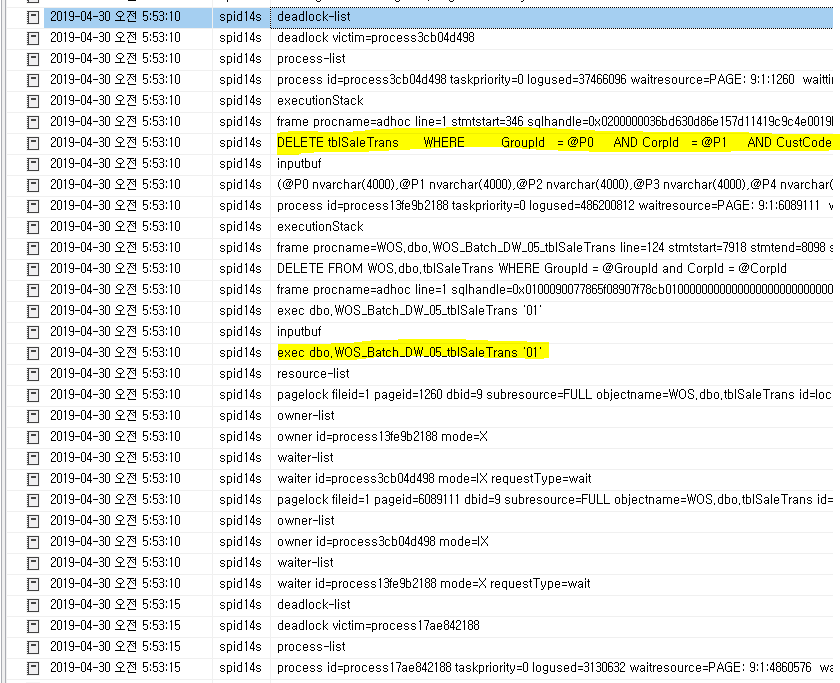 2019-04-30 오전 5:53:10 spid14s deadlock-list
2019-04-30 오전 5:53:10 spid14s deadlock victim=process3cb04d498
2019-04-30 오전 5:53:10 spid14s process-list
2019-04-30 오전 5:53:10 spid14s process id=process3cb04d498 taskpriority=0 logused=37466096 waitresource=PAGE: 9:1:1260 waittin
2019-04-30 오전 5:53:10 spid14s executionStack
2019-04-30 오전 5:53:10 spid14s frame procname=adhoc line=1 stmtstart=346 sqlhandle=0x0200000036bd630d86e157d11419c9c4e0019
2019-04-30 오전 5:53:10 spid14s DELETE tblSaleTrans WHERE GroupId = @P0 AND CorpId = @P1 AND CustCode
2019-04-30 오전 5:53:10 spid14s inputbuf
2019-04-30 오전 5:53:10 spid14s (@P0 nvarchar(4000),@P1 nvarchar(4000),@P2 nvarchar(4000),@P3 nvarchar(4000),@P4 nvarchar(
2019-04-30 오전 5:53:10 spid14s process id=process13fe9b2188 taskpriority=0 logused=486200812 waitresource=PAGE: 9:1:6089111 w
2019-04-30 오전 5:53:10 spid14s executionStack
2019-04-30 오전 5:53:10 spid14s frame procname=WOS.dbo.WOS_Batch_DW_05_tblSaleTrans line=124 stmtstart=7918 stmtend=8098 s
2019-04-30 오전 5:53:10 spid14s DELETE FROM WOS.dbo.tblSaleTrans WHERE GroupId = @GroupId and CorpId = @CorpId
2019-04-30 오전 5:53:10 spid14s frame procname=adhoc line=1 sqlhandle=0x0100090077865f08907f78cb01000000000000000000000000
2019-04-30 오전 5:53:10 spid14s exec dbo.WOS_Batch_DW_05_tblSaleTrans '01'
2019-04-30 오전 5:53:10 spid14s inputbuf
2019-04-30 오전 5:53:10 spid14s exec dbo.WOS_Batch_DW_05_tblSaleTrans '01'
2019-04-30 오전 5:53:10 spid14s resource-list
2019-04-30 오전 5:53:10 spid14s pagelock fileid=1 pageid=1260 dbid=9 subresource=FULL objectname=WOS.dbo.tblSaleTrans id=loc
2019-04-30 오전 5:53:10 spid14s owner-list
2019-04-30 오전 5:53:10 spid14s owner id=process13fe9b2188 mode=X
2019-04-30 오전 5:53:10 spid14s waiter-list
2019-04-30 오전 5:53:10 spid14s waiter id=process3cb04d498 mode=IX requestType=wait
2019-04-30 오전 5:53:10 spid14s pagelock fileid=1 pageid=6089111 dbid=9 subresource=FULL objectname=WOS.dbo.tblSaleTrans id=
2019-04-30 오전 5:53:10 spid14s owner-list
2019-04-30 오전 5:53:10 spid14s owner id=process3cb04d498 mode=IX
2019-04-30 오전 5:53:10 spid14s waiter-list
2019-04-30 오전 5:53:10 spid14s waiter id=process13fe9b2188 mode=X requestType=wait
2019-04-30 오전 5:53:15 spid14s deadlock-list
2019-04-30 오전 5:53:15 spid14s deadlock victim=process17ae842188
2019-04-30 오전 5:53:15 spid14s process-list
2019-04-30 오전 5:53:15 spid14s process id=process17ae842188 taskpriority=0 logused=3130632 waitresource=PAGE: 9:1:4860576 wa